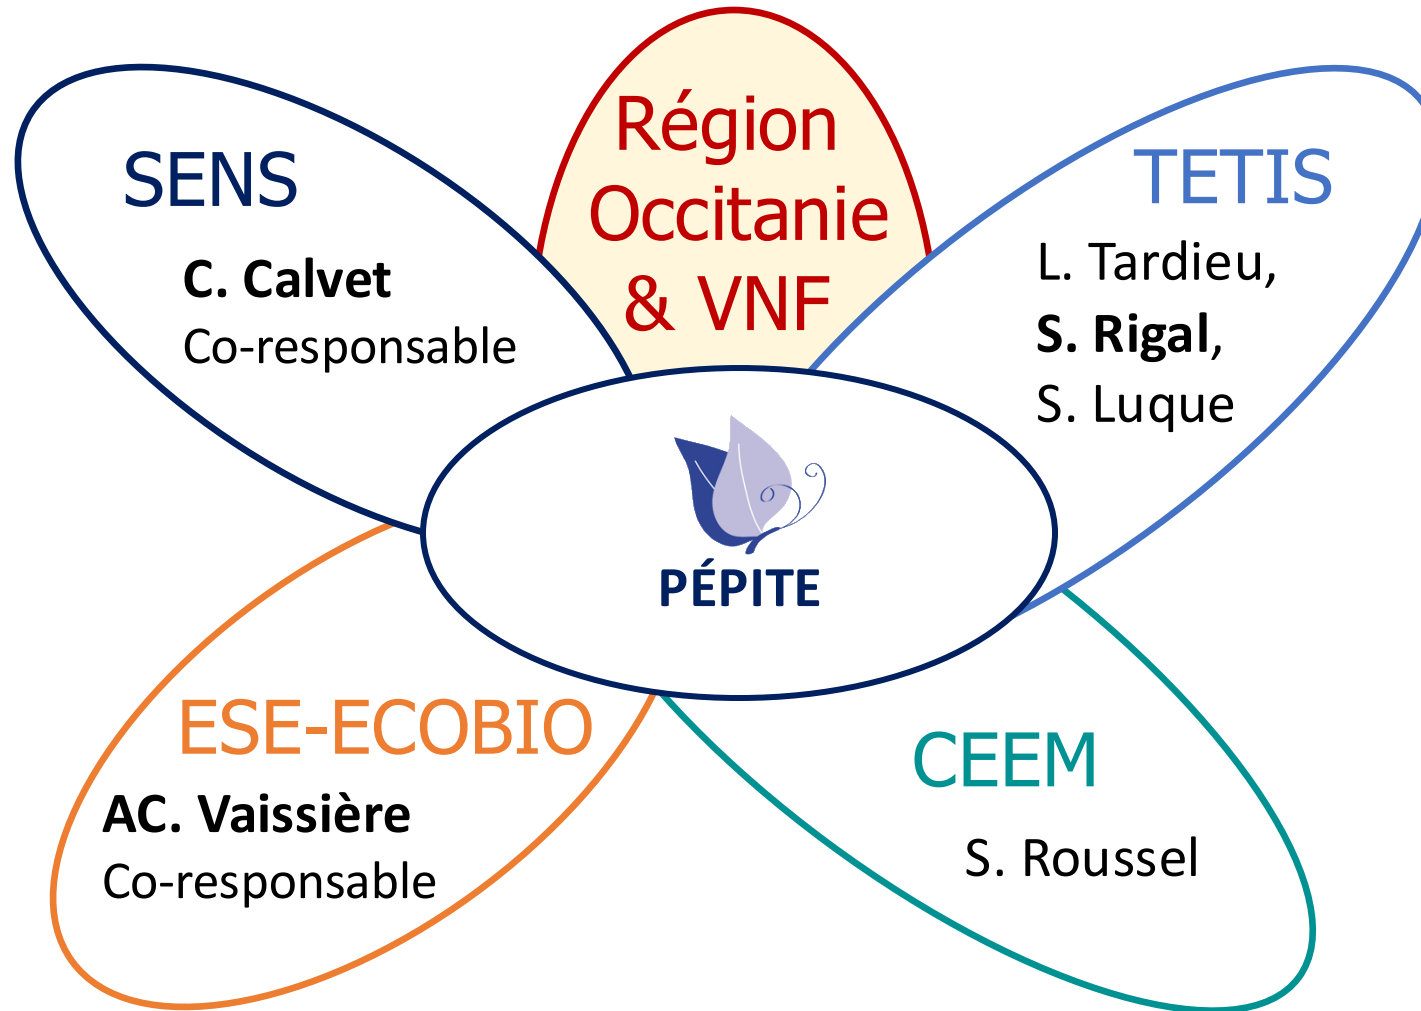 SENS
C. Calvet
Co-responsable
Région
Occitanie
& VNF
TETIS
L. Tardieu,
S. Rigal,
S. Luque
PÉPITE
ESE-ECOBIO
AC. Vaissière
Co-responsable
CEEM
S. Roussel